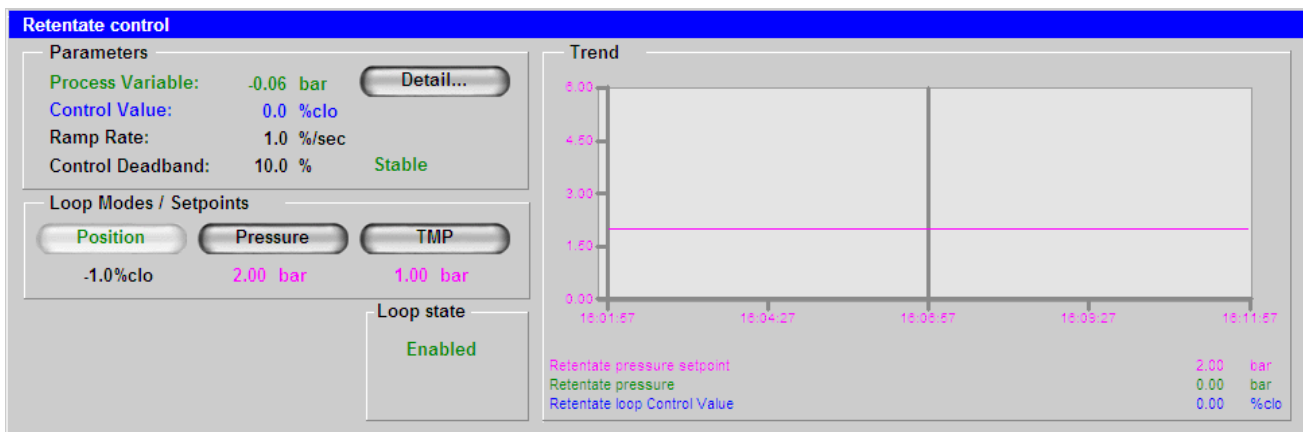 Retentate control
Parameters
Process Variable: -0.06 bar Detail...
Control Value: 0.0 %clo
Ramp Rate: 1.0 %/sec
Control Deadband: 10.0 % Stable
Loop Modes / Setpoints
Position Pressure TMP
-1.0%clo 2.00 bar 1.00 bar
Loop state
Enabled
Trend
6.00
4.50
3.00
1.50
0.00
16:01:57 16:04:27 16:06:57 16:09:27 16:11:57
Retentate pressure setpoint 2.00 bar
Retentate pressure 0.00 bar
Retentate loop Control Value 0.00 %clo